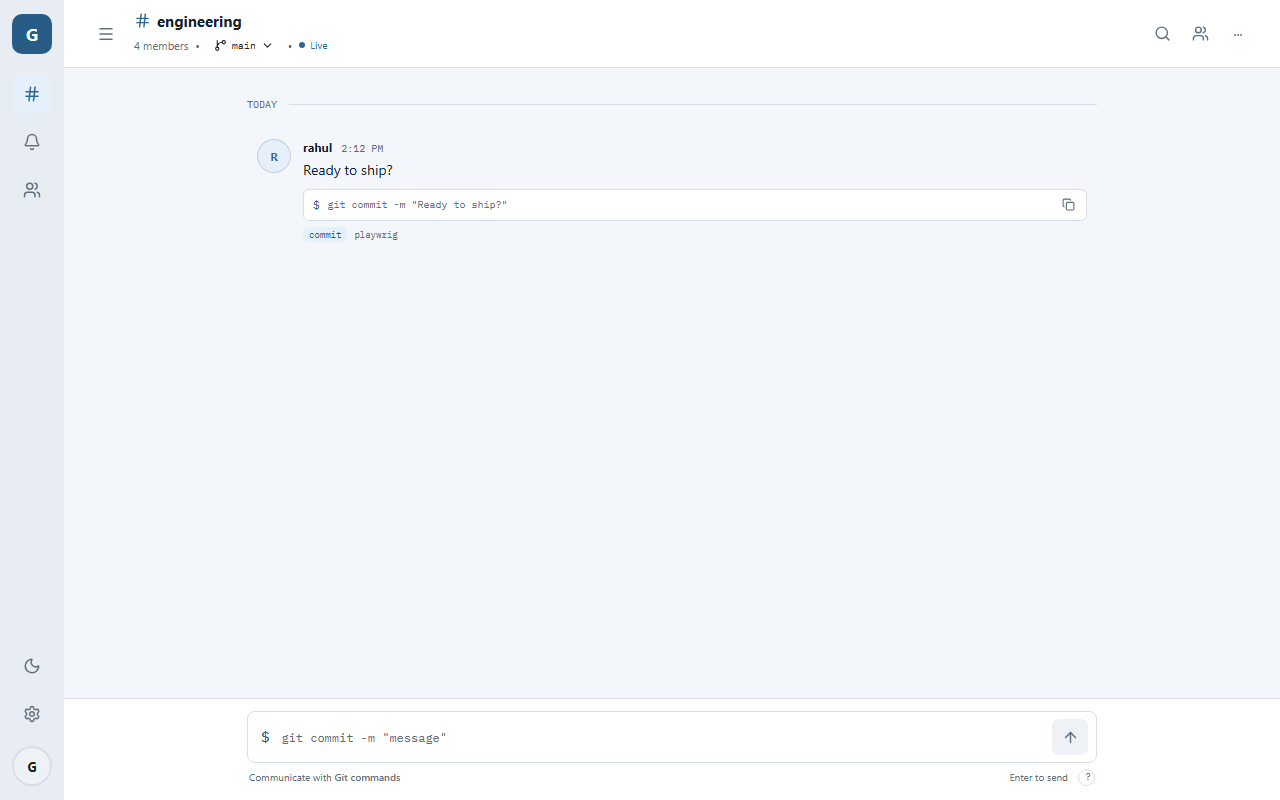 G
# engineering
4 members • main • Live
TODAY
R
rahul 2:12 PM
Ready to ship?
$ git commit -m "Ready to ship?"
commit playwrig
$ git commit -m "message"
Communicate with Git commands
Enter to send ?
G